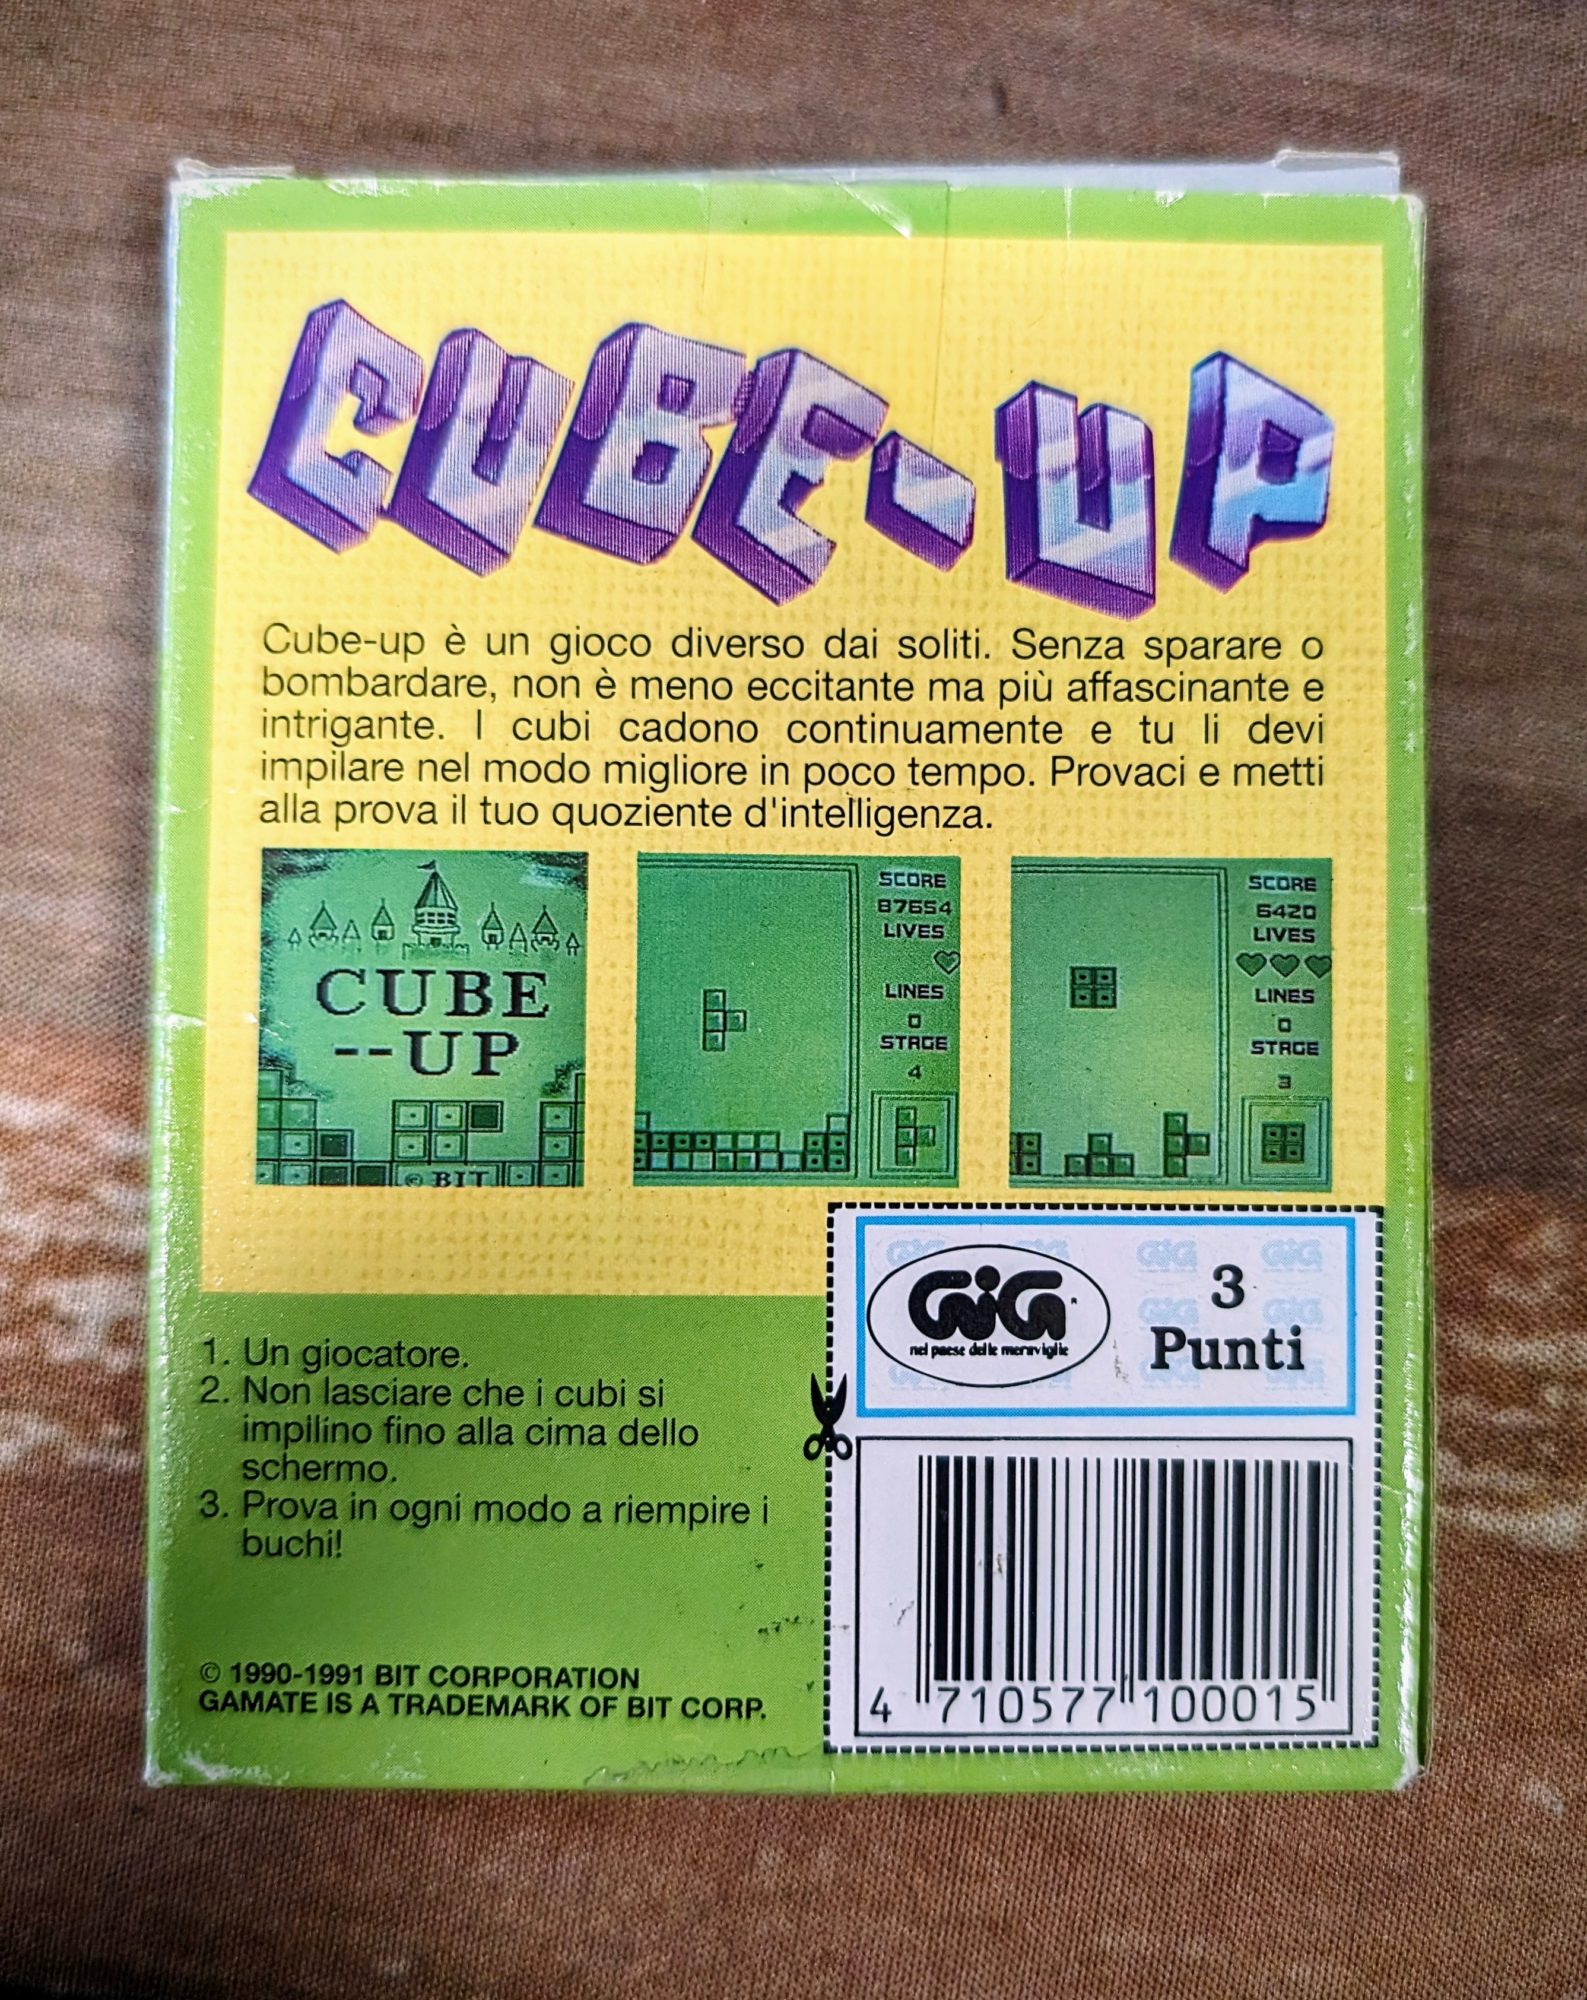 CUBE-UP
Cube-up è un gioco diverso dai soliti. Senza sparare o
bombardare, non è meno eccitante ma più affascinante e
intrigante. I cubi cadono continuamente e tu li devi
impilare nel modo migliore in poco tempo. Provaci e metti
alla prova il tuo quoziente d'intelligenza.
CUBE
--UP
© BIT
SCORE
87654
LIVES
LINES
0
STAGE
4
SCORE
6420
LIVES
LINES
0
STAGE
3
GiG
nel paese delle meraviglie
3
Punti
1. Un giocatore.
2. Non lasciare che i cubi si
impilino fino alla cima dello
schermo.
3. Prova in ogni modo a riempire i
buchi!
© 1990-1991 BIT CORPORATION
GAMATE IS A TRADEMARK OF BIT CORP.
4 710577 100015